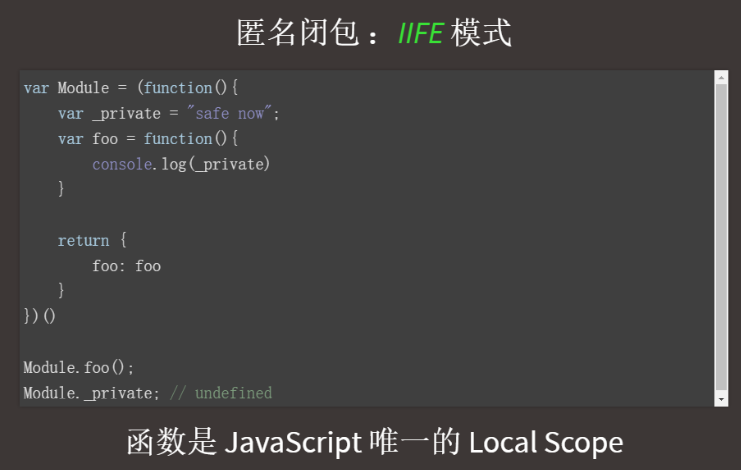 匿名闭包：IIFE 模式
var Module = (function(){
    var _private = "safe now";
    var foo = function(){
        console.log(_private)
    }

    return {
        foo: foo
    }
})()

Module.foo();
Module._private; // undefined
函数是 JavaScript 唯一的 Local Scope